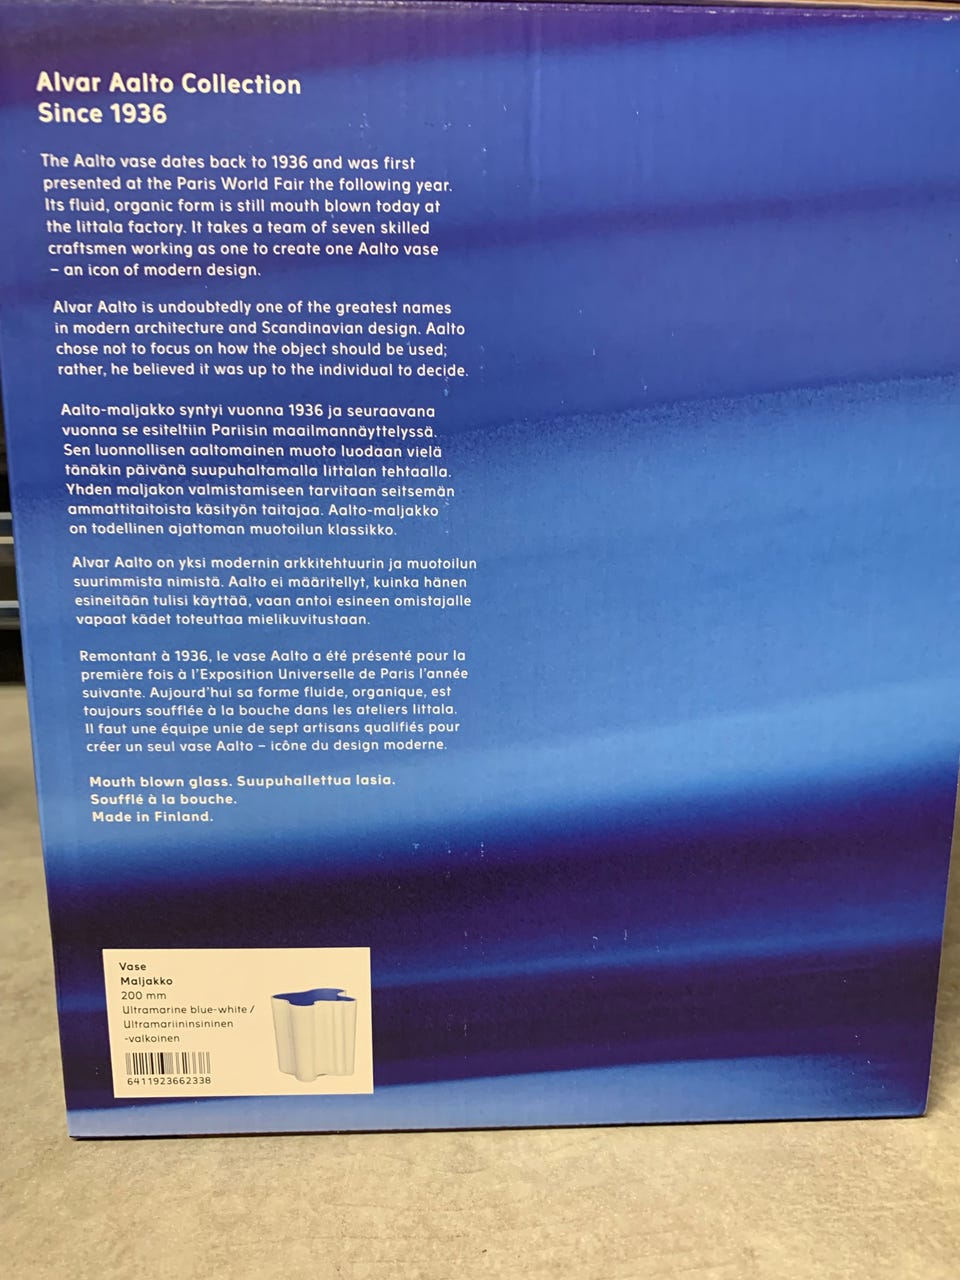 Alvar Aalto Collection
Since 1936
The Aalto vase dates back to 1936 and was first
presented at the Paris World Fair the following year.
Its fluid, organic form is still mouth blown today at
the Iittala factory. It takes a team of seven skilled
craftsmen working as one to create one Aalto vase
– an icon of modern design.
Alvar Aalto is undoubtedly one of the greatest names
in modern architecture and Scandinavian design. Aalto
chose not to focus on how the object should be used;
rather, he believed it was up to the individual to decide.
Aalto-maljakko syntyi vuonna 1936 ja seuraavana
vuonna se esiteltiin Pariisin maailmannäyttelyssä.
Sen luonnollisen aaltomainen muoto luodaan vielä
tänäkin päivänä suupuhaltamalla Iittalan tehtaalla.
Yhden maljakon valmistamiseen tarvitaan seitsemän
ammattitaitoista käsityön taitajaa. Aalto-maljakko
on todellinen ajattoman muotoilun klassikko.
Alvar Aalto on yksi modernin arkkitehtuurin ja muotoilun
suurimmista nimistä. Aalto ei määritellyt, kuinka hänen
esineitään tulisi käyttää, vaan antoi esineen omistajalle
vapaat kädet toteuttaa mielikuvitustaan.
Remontant à 1936, le vase Aalto a été présenté pour la
première fois à l'Exposition Universelle de Paris l'année
suivante. Aujourd'hui sa forme fluide, organique, est
toujours soufflée à la bouche dans les ateliers Iittala.
Il faut une équipe unie de sept artisans qualifiés pour
créer un seul vase Aalto – icône du design moderne.
Mouth blown glass. Suupuhallettua lasia.
Soufflé à la bouche.
Made in Finland.
Vase
Maljakko
200 mm
Ultramarine blue-white /
Ultramariininsininen
-valkoinen
6411923662338